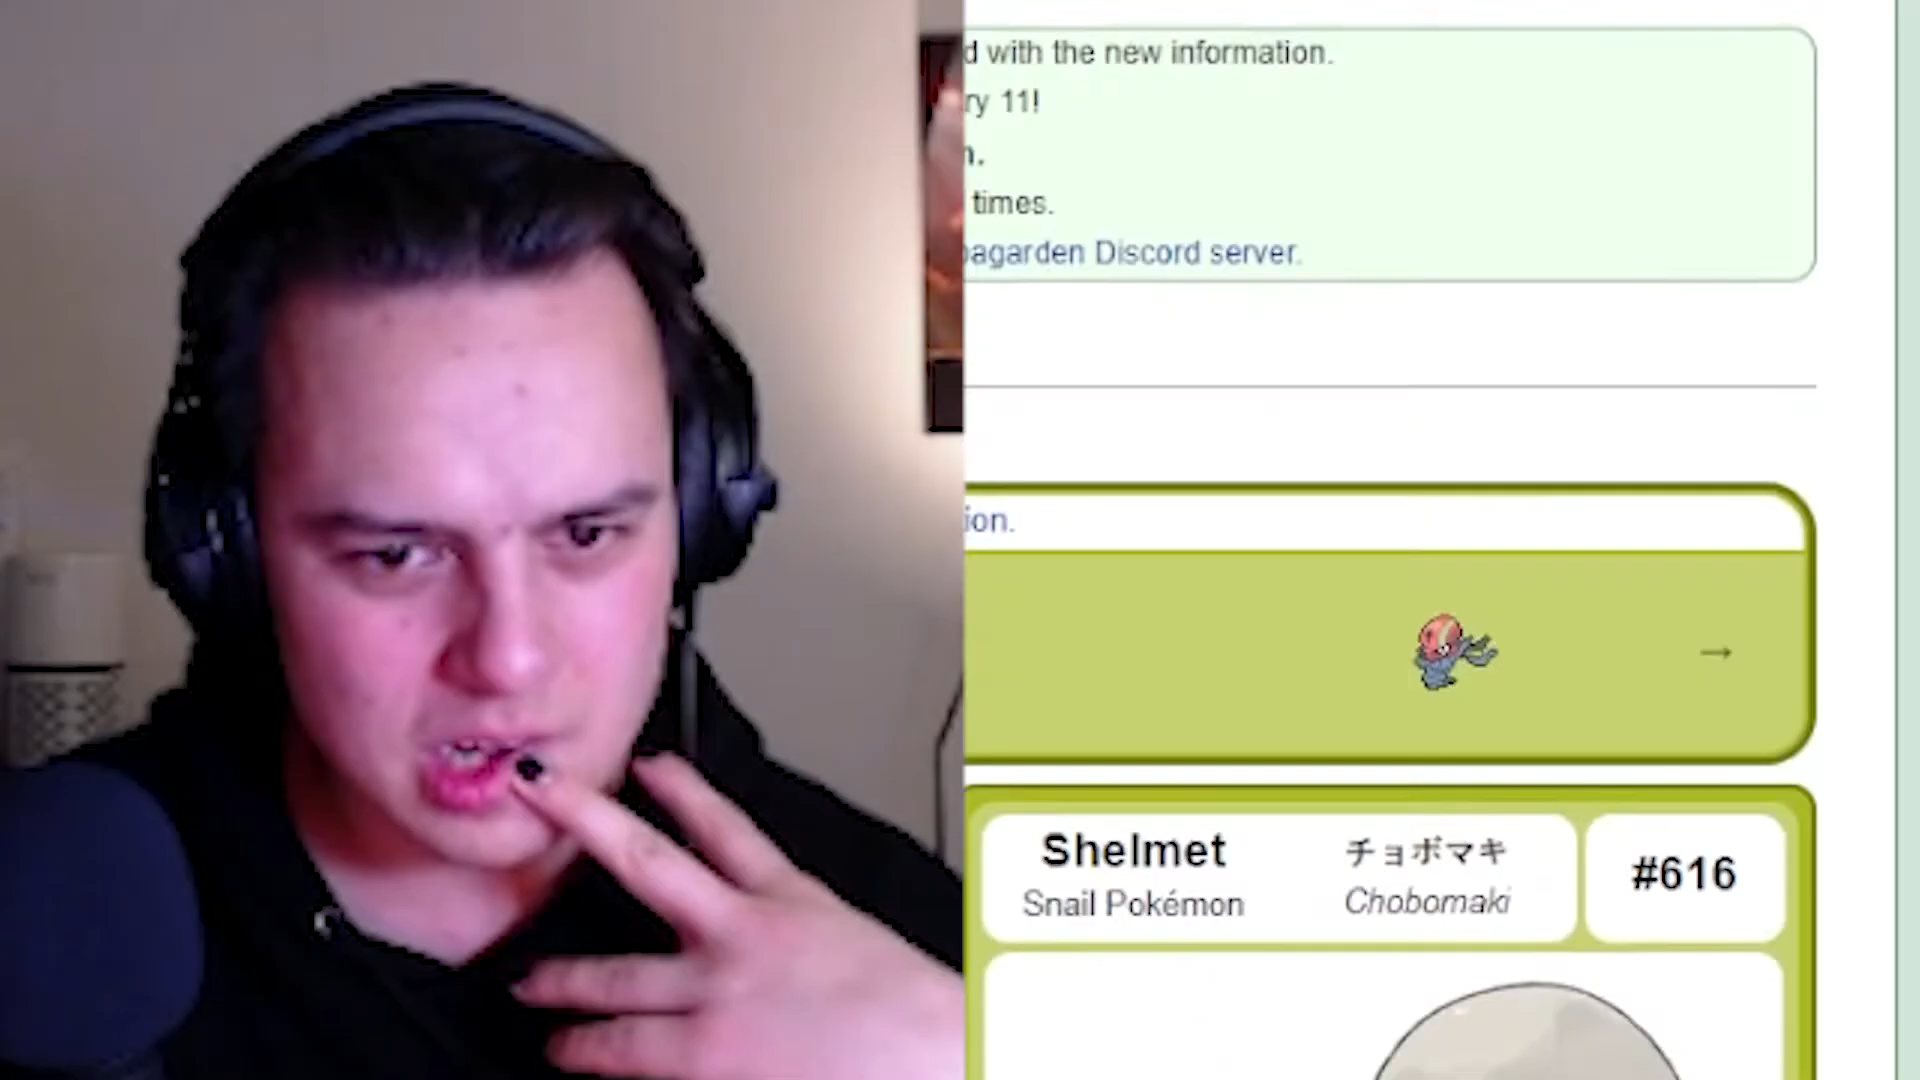 d with the new information.
ry 11!
n.
times.
pagarden Discord server.
ion.
→
Shelmet
チョボマキ
#616
Snail Pokémon
Chobomaki